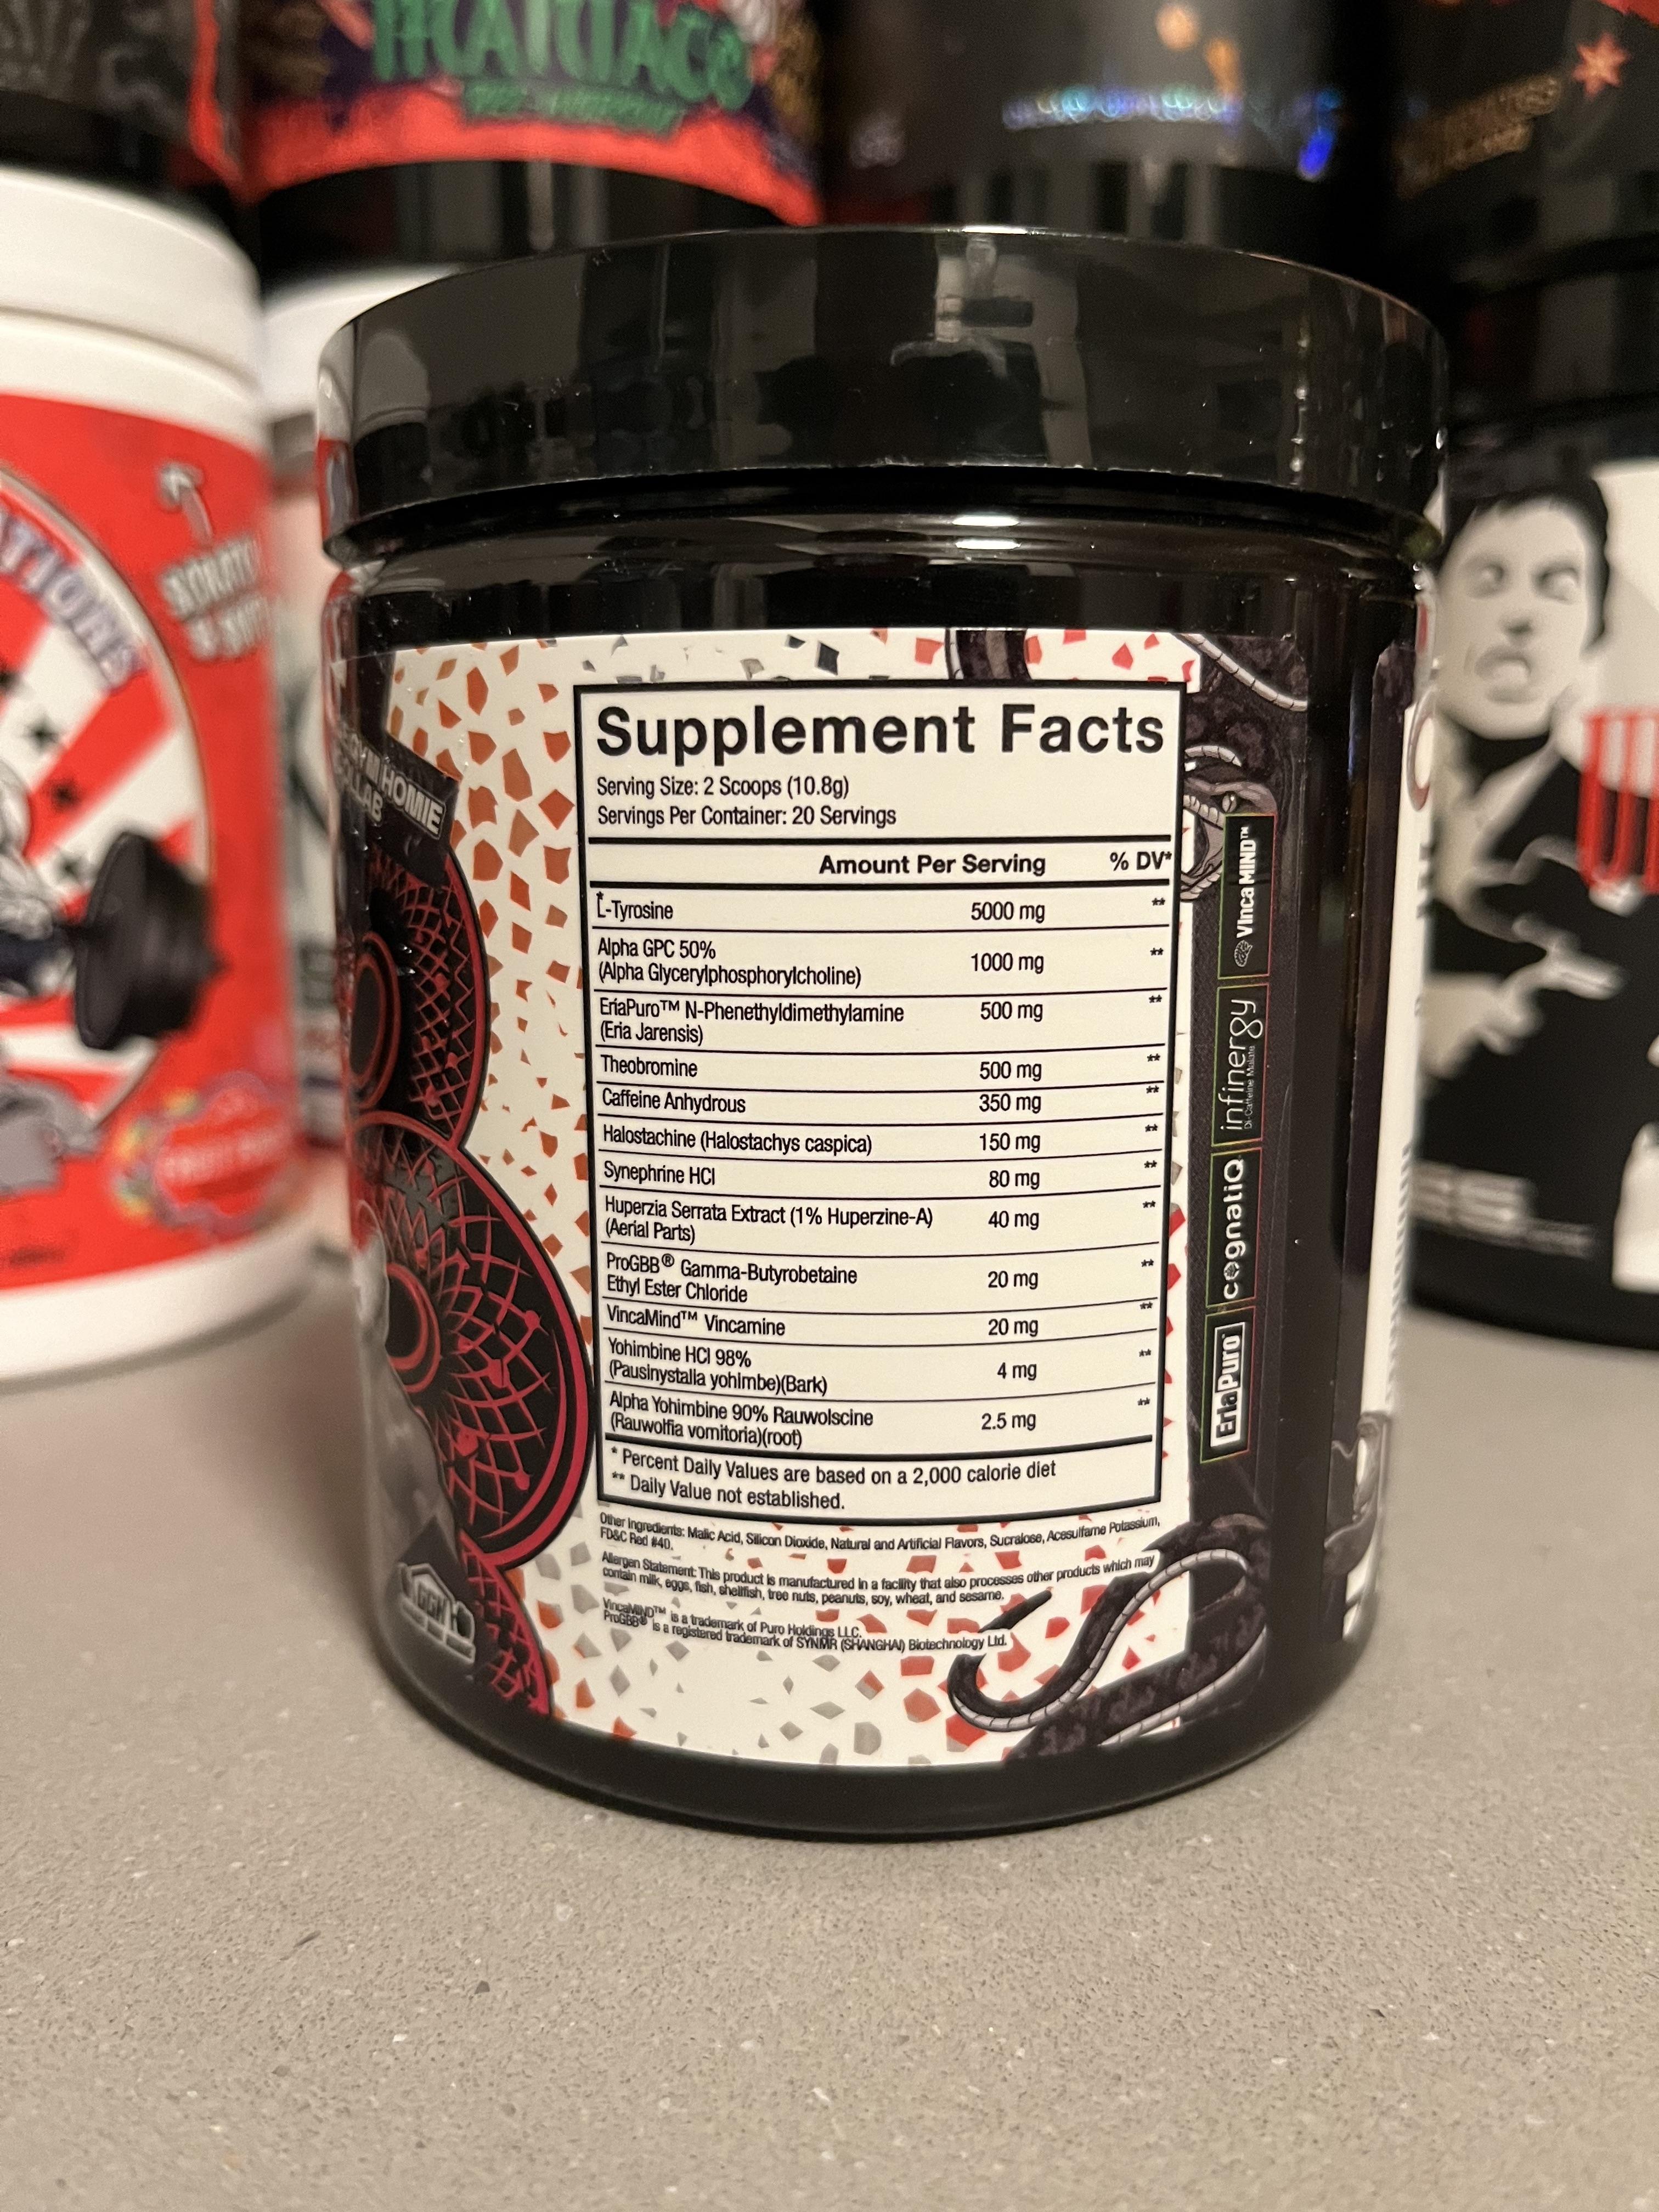 HOMIE
Supplement Facts
Serving Size: 2 Scoops (10.8g)
Servings Per Container: 20 Servings
Amount Per Serving % DV*
*
L-Tyrosine 5000 mg **
Alpha GPC 50%
(Alpha Glycerylphosphorylcholine) 1000 mg **
EriaPuro™ N-Phenethyldimethylamine
(Eria Jarensis) 500 mg **
Theobromine 500 mg **
Caffeine Anhydrous 350 mg **
Halostachine (Halostachys caspica) 150 mg **
Synephrine HCl 80 mg **
Huperzia Serrata Extract (1% Huperzine-A)
(Aerial Parts) 40 mg **
ProGBB® Gamma-Butyrobetaine
Ethyl Ester Chloride 20 mg **
VincaMind™ Vincamine 20 mg **
Yohimbine HCl 98%
(Pausinystalia yohimbe)(Bark) 4 mg **
Alpha Yohimbine 90% Rauwolscine
(Rauwolfia vomitoria)(root) 2.5 mg **
* Percent Daily Values are based on a 2,000 calorie diet
** Daily Value not established.
Other Ingredients: Malic Acid, Silicon Dioxide, Natural and Artificial Flavors, Sucralose, Acesulfame Potassium,
FD&C Red #40.
Allergen Statement: This product is manufactured in a facility that also processes other products which may
contain milk, eggs, fish, shellfish, tree nuts, peanuts, soy, wheat, and sesame.
VincaMIND™ is a trademark of Puro Holdings LLC.
ProGBB® is a registered trademark of SYNMR (SHANGHAI) Biotechnology Ltd.
VincaMIND™
infinergy
Di-Caffeine Malate
cognatiQ
EriaPuro
GGH